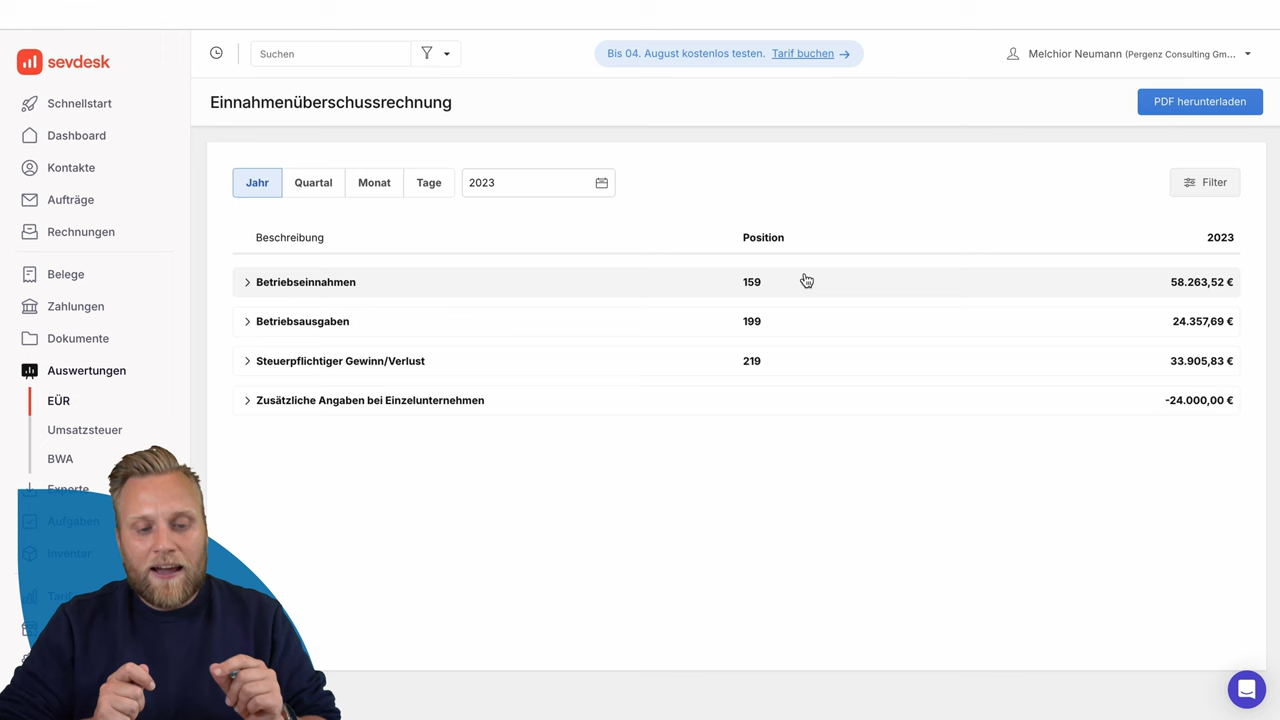 sevdesk
Suchen
Bis 04. August kostenlos testen. Tarif buchen →
Melchior Neumann (Pergenz Consulting Gm...
Schnellstart
Dashboard
Kontakte
Aufträge
Rechnungen
Belege
Zahlungen
Dokumente
Auswertungen
EÜR
Umsatzsteuer
BWA
Exporte
Aufgaben
Inventar
Einnahmenüberschussrechnung
PDF herunterladen
Jahr Quartal Monat Tage 2023 Filter
Beschreibung Position 2023
Betriebseinnahmen 159 58.263,52 €
Betriebsausgaben 199 24.357,69 €
Steuerpflichtiger Gewinn/Verlust 219 33.905,83 €
Zusätzliche Angaben bei Einzelunternehmen -24.000,00 €